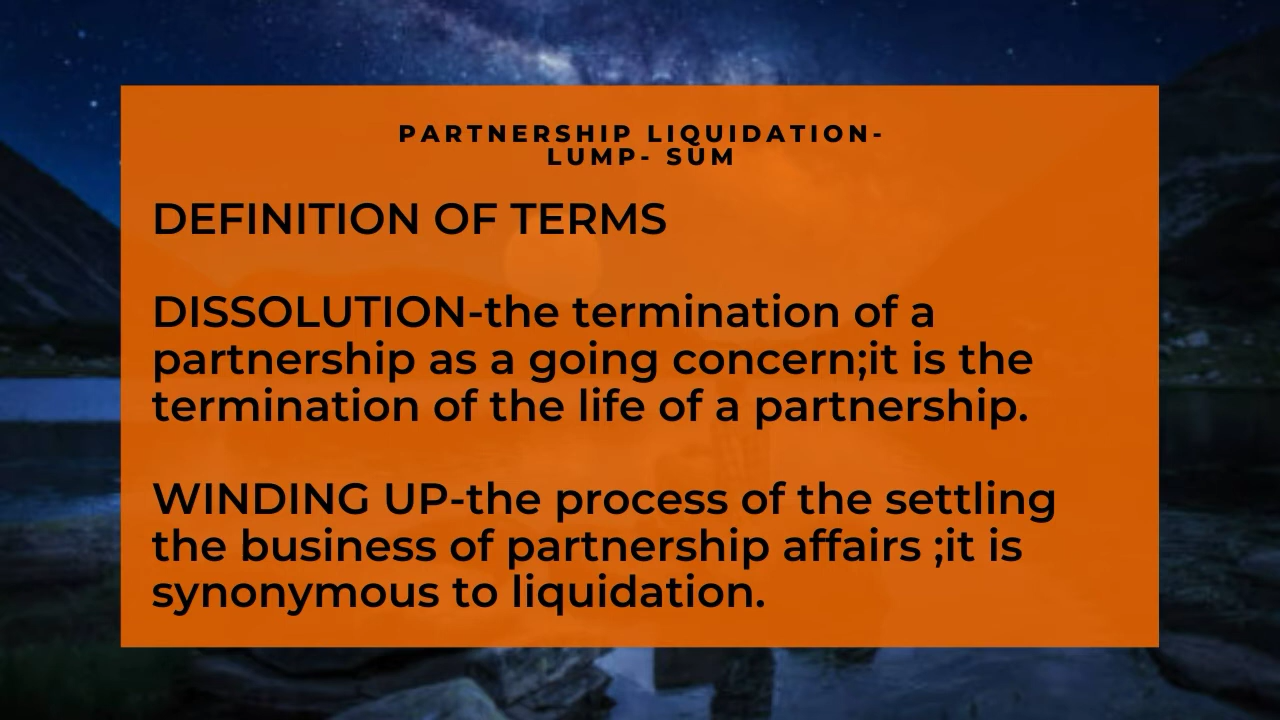 PARTNERSHIP LIQUIDATION-
LUMP- SUM
DEFINITION OF TERMS
DISSOLUTION-the termination of a
partnership as a going concern;it is the
termination of the life of a partnership.
WINDING UP-the process of the settling
the business of partnership affairs ;it is
synonymous to liquidation.